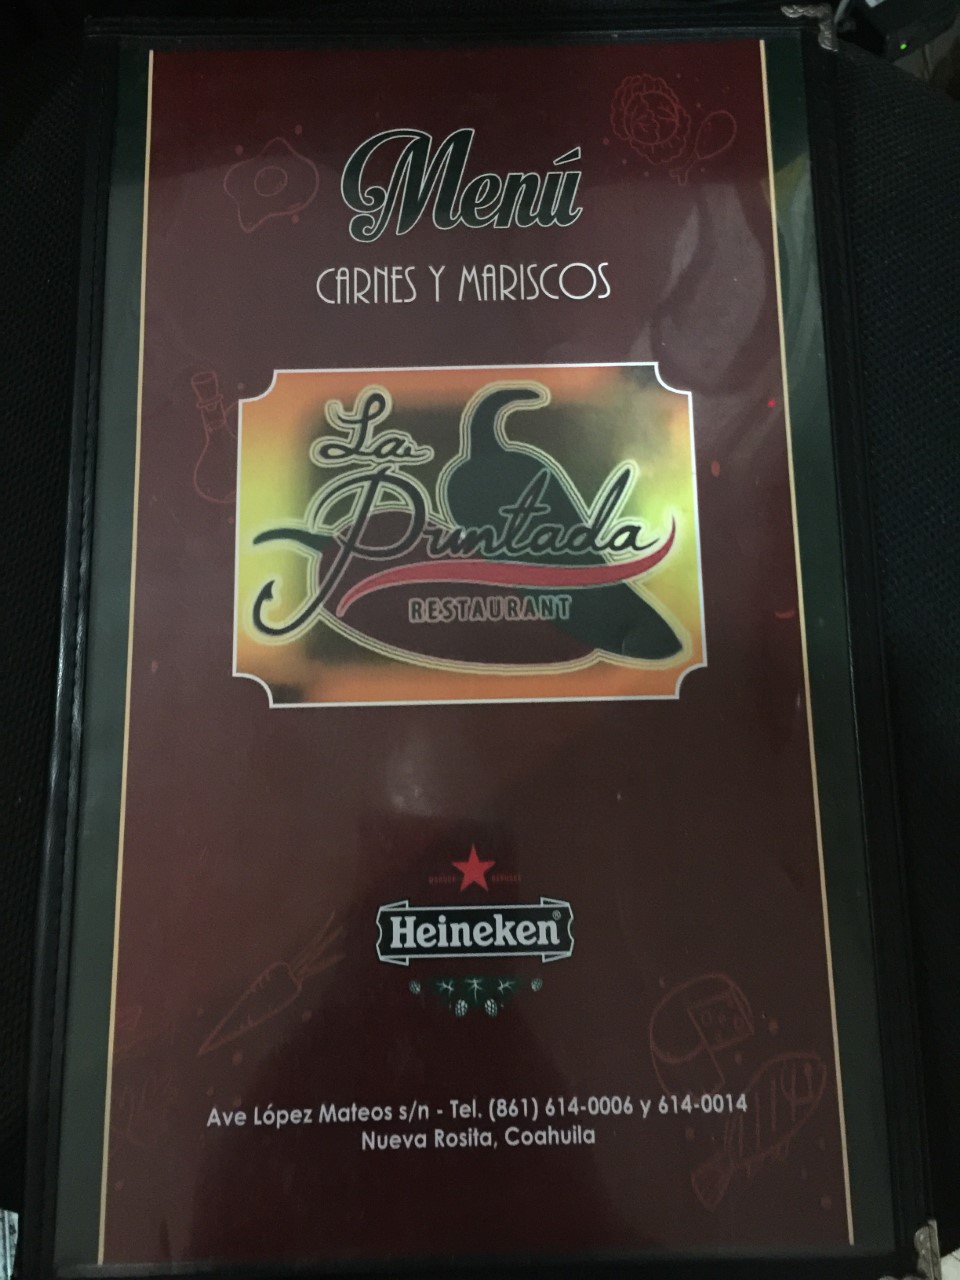 Menú
CARNES Y MARISCOS
La
Puntada
RESTAURANT
Heineken®
Ave López Mateos s/n - Tel. (861) 614-0006 y 614-0014
Nueva Rosita, Coahuila